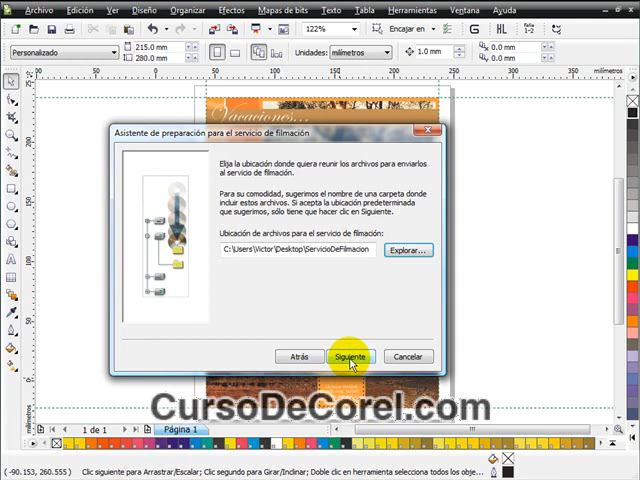 Archivo Edición Ver Diseño Organizar Efectos Mapas de bits Texto Tabla Herramientas Ventana Ayuda
122% Encajar en HL
Personalizado 215.0 mm 280.0 mm Unidades: milímetros 1.0 mm 0.0 mm 0.0 mm
milímetros
Vacaciones...
Asistente de preparación para el servicio de filmación
Elija la ubicación donde quiera reunir los archivos para enviarlos
al servicio de filmación.
Para su comodidad, sugerimos el nombre de una carpeta donde
incluir estos archivos. Si acepta la ubicación predeterminada
que sugerimos, sólo tiene que hacer clic en Siguiente.
Ubicación de archivos para el servicio de filmación:
C:\Users\Victor\Desktop\ServicioDeFilmacion Explorar...
Atrás Siguiente Cancelar
CursoDeCorel.com
1 de 1 Página 1
(-90.153, 260.555) Clic siguiente para Arrastrar/Escalar; Clic segundo para Girar/Inclinar; Doble clic en herramienta selecciona todos los obje...